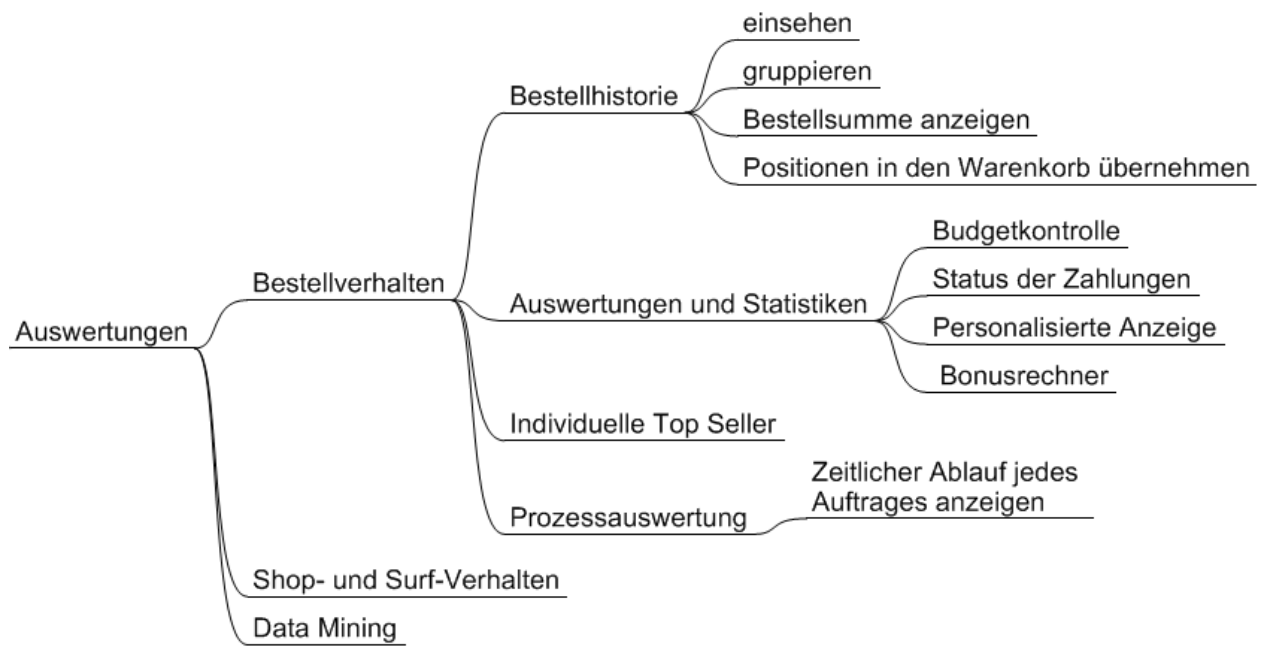 einsehen
gruppieren
Bestellhistorie
Bestellsumme anzeigen
Positionen in den Warenkorb übernehmen
Budgetkontrolle
Bestellverhalten
Status der Zahlungen
Auswertungen und Statistiken
Auswertungen
Personalisierte Anzeige
Bonusrechner
Individuelle Top Seller
Zeitlicher Ablauf jedes
Auftrages anzeigen
Prozessauswertung
Shop- und Surf-Verhalten
Data Mining